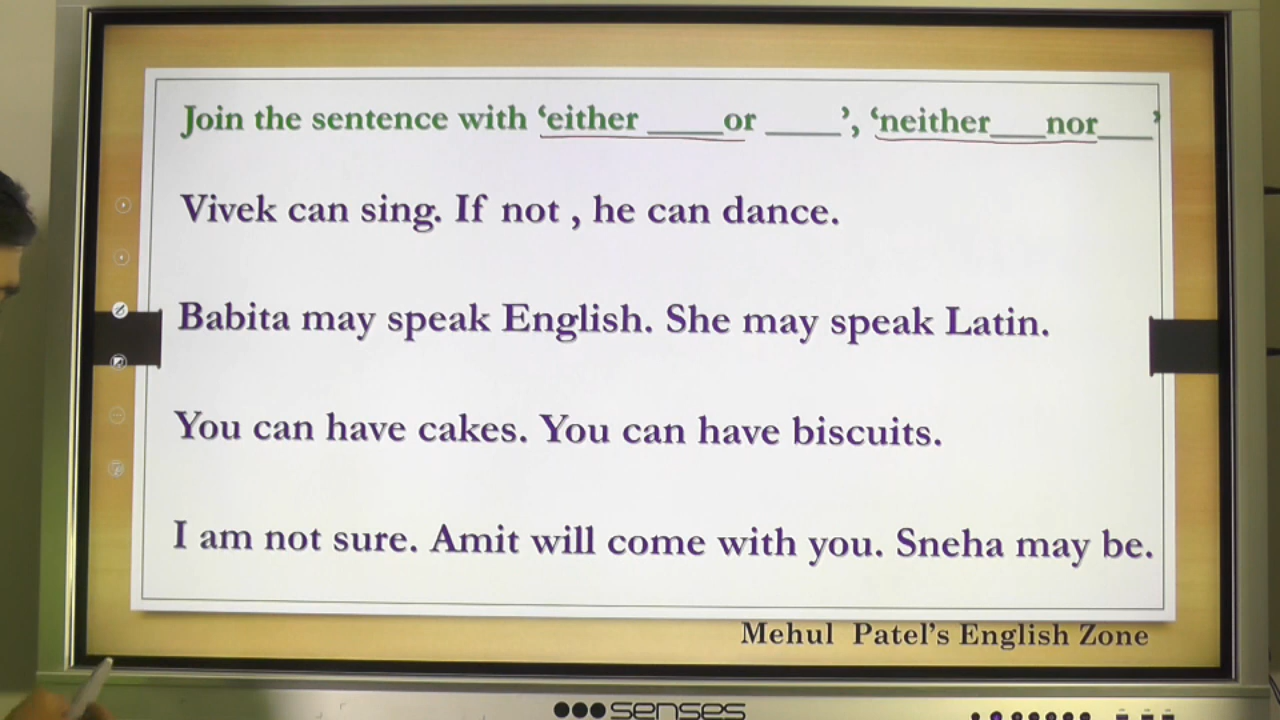 Join the sentence with ‘either ____or ____’, ‘neither___nor___’
Vivek can sing. If not , he can dance.
Babita may speak English. She may speak Latin.
You can have cakes. You can have biscuits.
I am not sure. Amit will come with you. Sneha may be.
Mehul Patel’s English Zone
senses